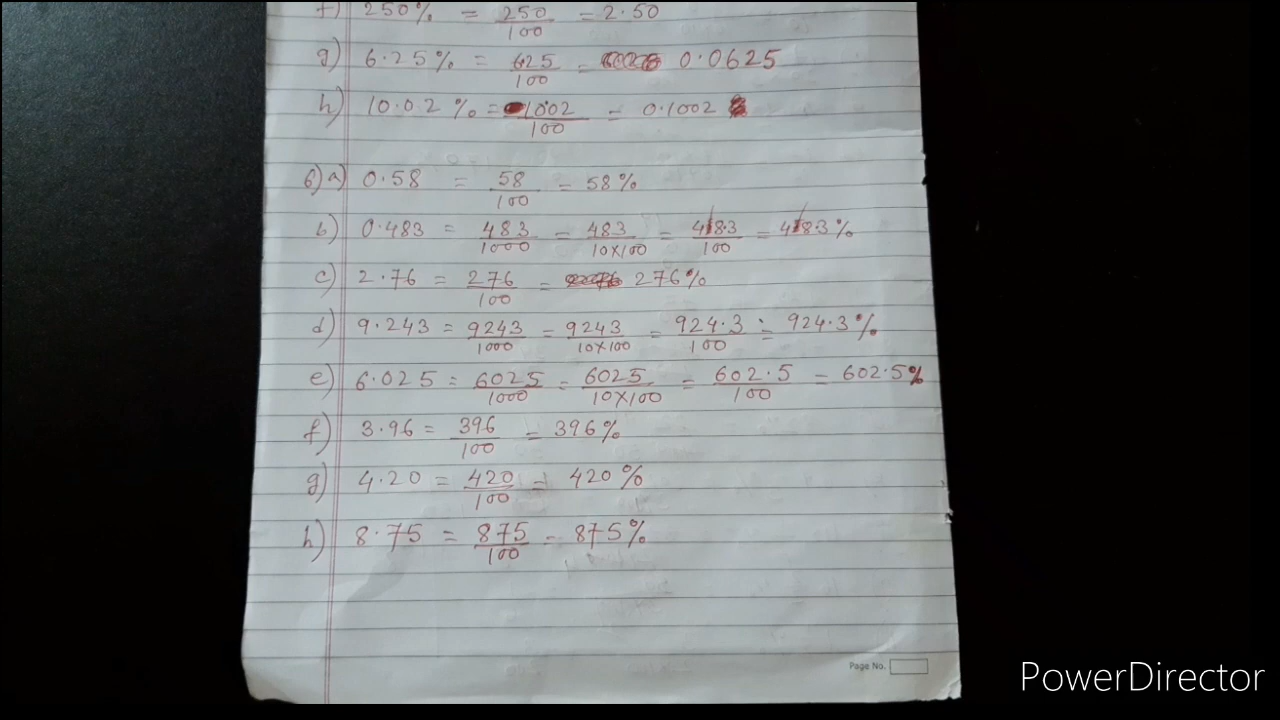 f) 250% = 250/100 = 2.50
g) 6.25% = 6.25/100 = 0.0625
h) 10.02% = 10.02/100 = 0.1002
6) a) 0.58 = 58/100 = 58%
b) 0.483 = 483/1000 = 483/10×100 = 48.3/100 = 48.3%
c) 2.76 = 276/100 = 276%
d) 9.243 = 9243/1000 = 9243/10×100 = 924.3/100 = 924.3%
e) 6.025 = 6025/1000 = 6025/10×100 = 602.5/100 = 602.5%
f) 3.96 = 396/100 = 396%
g) 4.20 = 420/100 = 420%
h) 8.75 = 875/100 = 875%
Page No.
PowerDirector